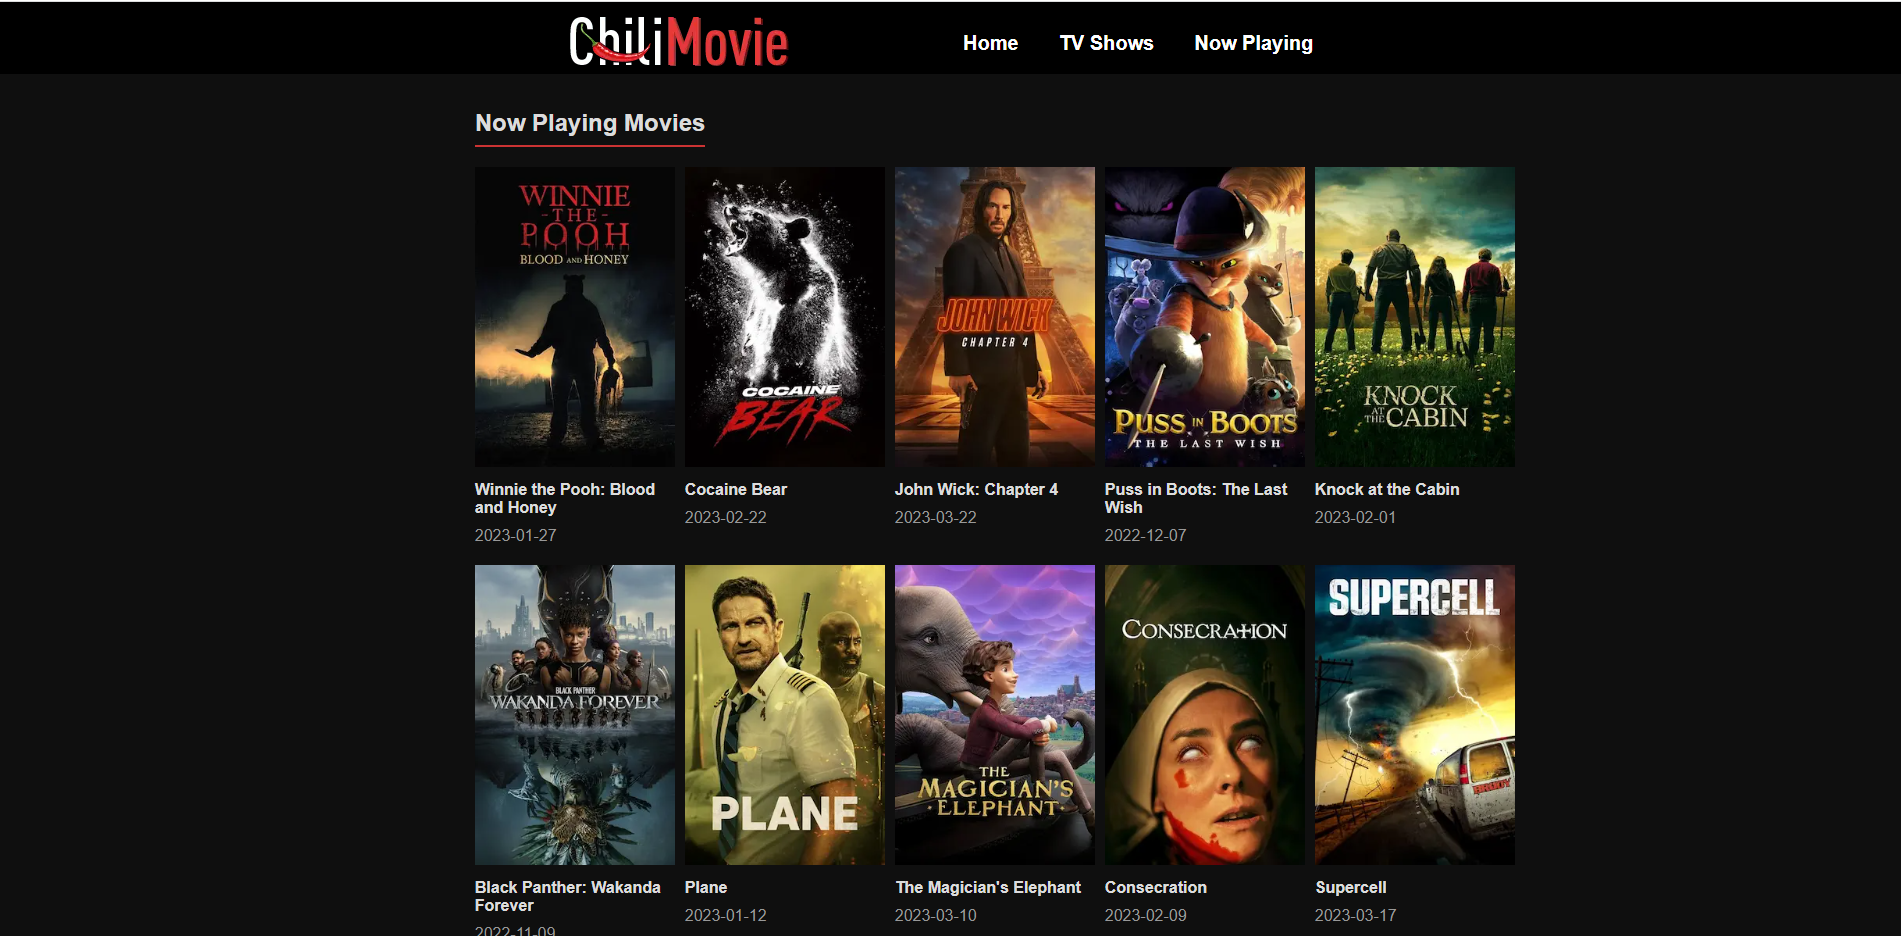 ChiliMovie
Home TV Shows Now Playing
Now Playing Movies
WINNIE
-THE-
POOH
BLOOD AND HONEY
COCAINE
BEAR
JOHN WICK
CHAPTER 4
PUSS IN BOOTS
THE LAST WISH
KNOCK
AT
THE CABIN
Winnie the Pooh: Blood
and Honey
2023-01-27
Cocaine Bear
2023-02-22
John Wick: Chapter 4
2023-03-22
Puss in Boots: The Last
Wish
2022-12-07
Knock at the Cabin
2023-02-01
BLACK PANTHER
WAKANDA FOREVER
PLANE
THE
MAGICIAN'S
·ELEPHANT·
CONSECRATION
SUPERCELL
Black Panther: Wakanda
Forever
2022-11-09
Plane
2023-01-12
The Magician's Elephant
2023-03-10
Consecration
2023-02-09
Supercell
2023-03-17